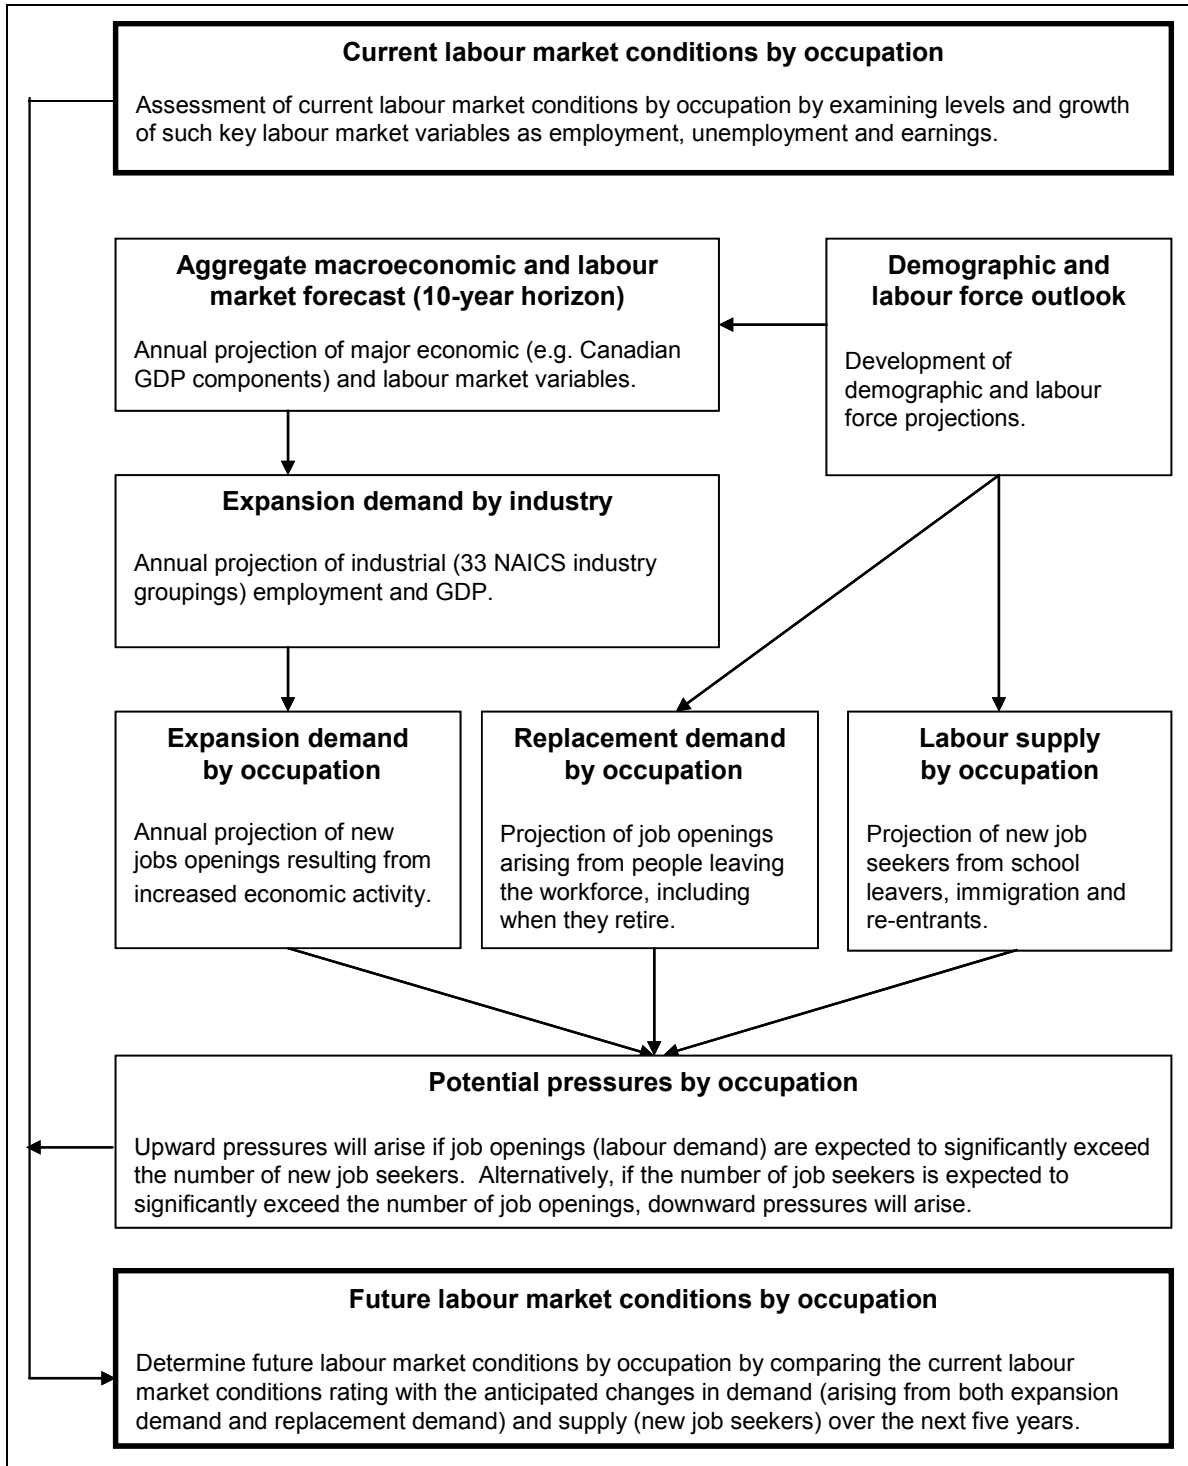 Current labour market conditions by occupation
Assessment of current labour market conditions by occupation by examining levels and growth
of such key labour market variables as employment, unemployment and earnings.
Aggregate macroeconomic and labour
market forecast (10-year horizon)
Annual projection of major economic (e.g. Canadian
GDP components) and labour market variables.
Demographic and
labour force outlook
Development of
demographic and labour
force projections.
Expansion demand by industry
Annual projection of industrial (33 NAICS industry
groupings) employment and GDP.
Expansion demand
by occupation
Annual projection of new
jobs openings resulting from
increased economic activity.
Replacement demand
by occupation
Projection of job openings
arising from people leaving
the workforce, including
when they retire.
Labour supply
by occupation
Projection of new job
seekers from school
leavers, immigration and
re-entrants.
Potential pressures by occupation
Upward pressures will arise if job openings (labour demand) are expected to significantly exceed
the number of new job seekers.  Alternatively, if the number of job seekers is expected to
significantly exceed the number of job openings, downward pressures will arise.
Future labour market conditions by occupation
Determine future labour market conditions by occupation by comparing the current labour
market conditions rating with the anticipated changes in demand (arising from both expansion
demand and replacement demand) and supply (new job seekers) over the next five years.